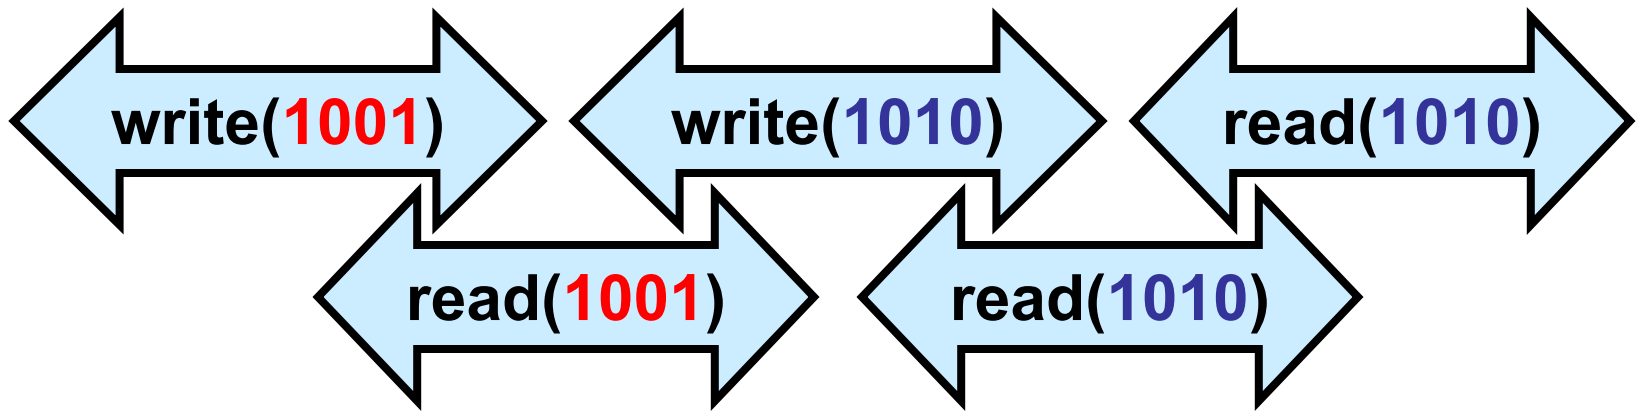 write(1001) write(1010) read(1010)
read(1001) read(1010)